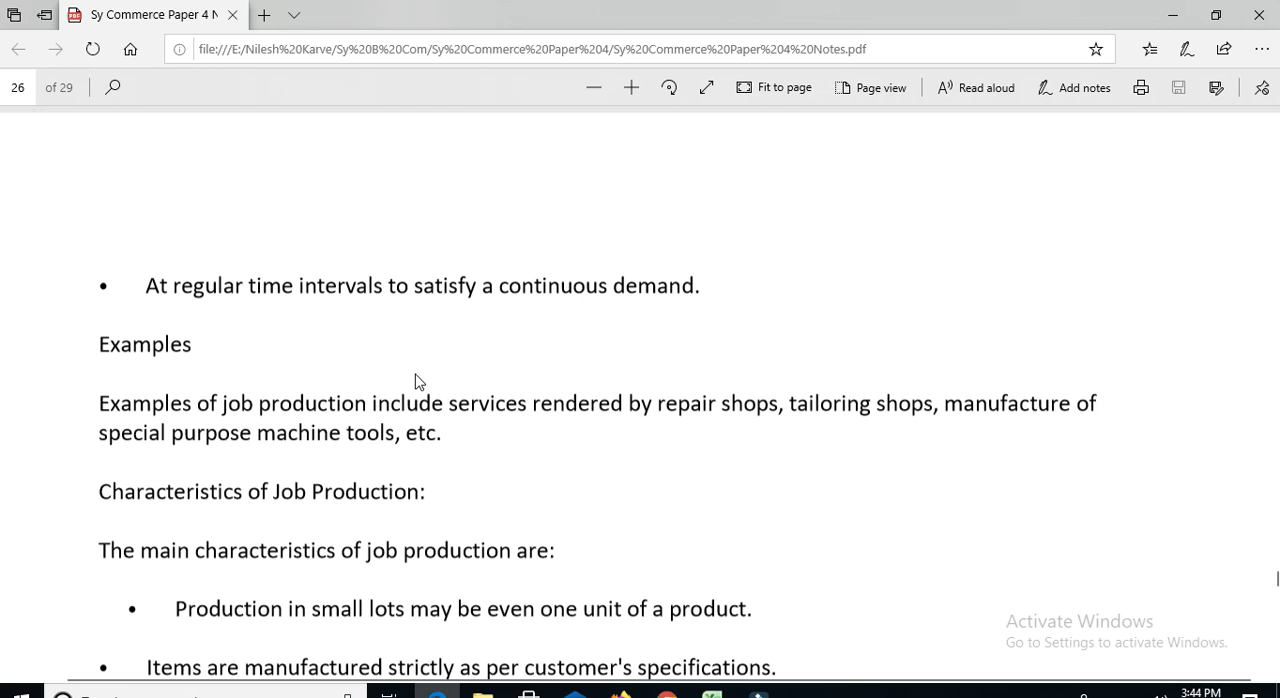 Sy Commerce Paper 4 N
file:///E:/Nilesh%20Karve/Sy%20B%20Com/Sy%20Commerce%20Paper%204/Sy%20Commerce%20Paper%204%20Notes.pdf
26 of 29 Fit to page Page view Read aloud Add notes
• At regular time intervals to satisfy a continuous demand.
Examples
Examples of job production include services rendered by repair shops, tailoring shops, manufacture of
special purpose machine tools, etc.
Characteristics of Job Production:
The main characteristics of job production are:
• Production in small lots may be even one unit of a product.
• Items are manufactured strictly as per customer's specifications.
Activate Windows
Go to Settings to activate Windows.
3:44 PM